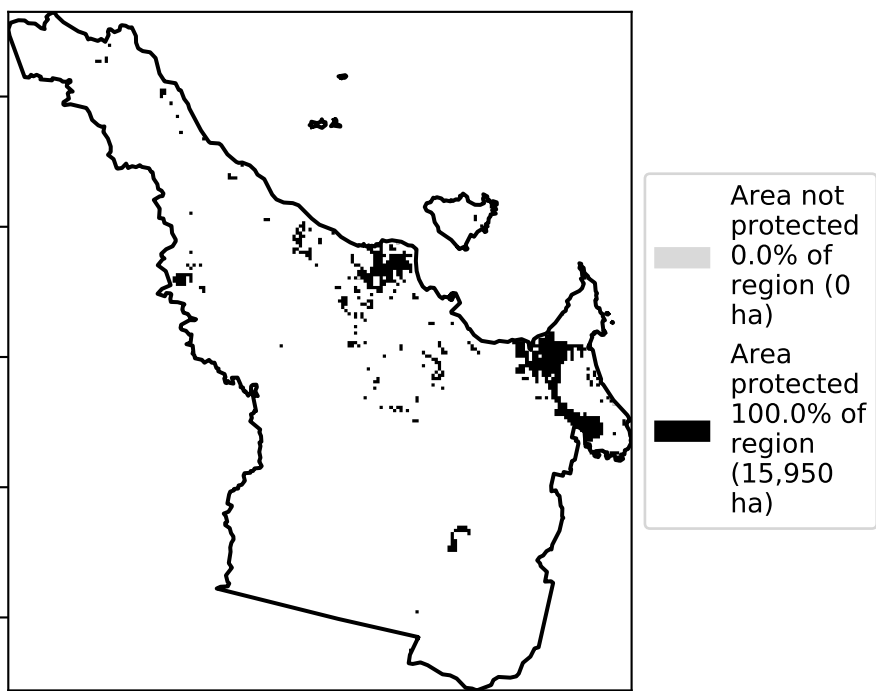 Area not
protected
0.0% of
region (0
ha)
Area
protected
100.0% of
region
(15,950
ha)